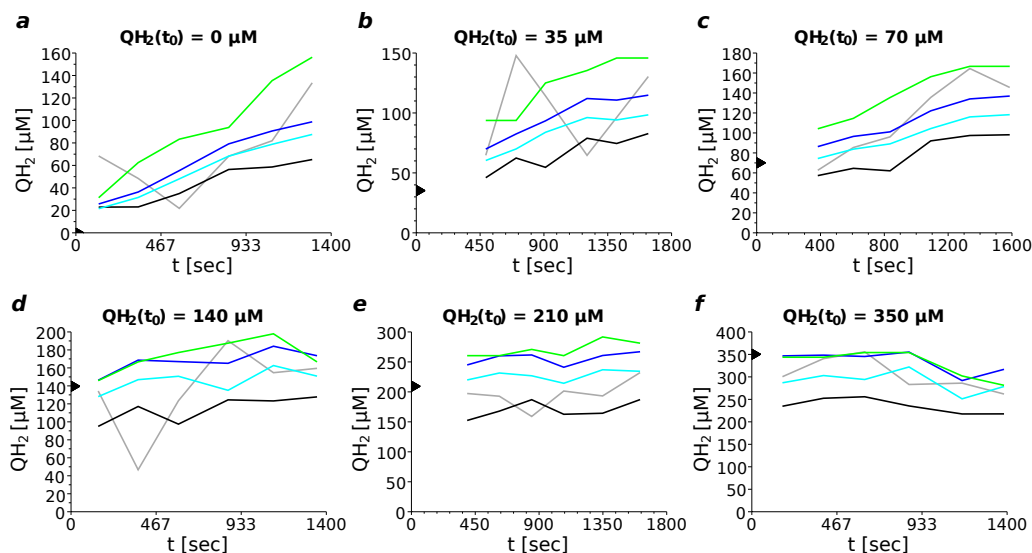 a
QH₂(t₀) = 0 µM
QH₂ [µM]
160
140
120
100
80
60
40
20
0
0 467 933 1400
t [sec]
b
QH₂(t₀) = 35 µM
QH₂ [µM]
150
100
50
0
0 450 900 1350 1800
t [sec]
c
QH₂(t₀) = 70 µM
QH₂ [µM]
180
160
140
120
100
80
60
40
20
0
0 400 800 1200 1600
t [sec]
d
QH₂(t₀) = 140 µM
QH₂ [µM]
200
180
160
140
120
100
80
60
40
20
0
0 467 933 1400
t [sec]
e
QH₂(t₀) = 210 µM
QH₂ [µM]
300
250
200
150
100
50
0
0 450 900 1350 1800
t [sec]
f
QH₂(t₀) = 350 µM
QH₂ [µM]
400
350
300
250
200
150
100
50
0
0 467 933 1400
t [sec]